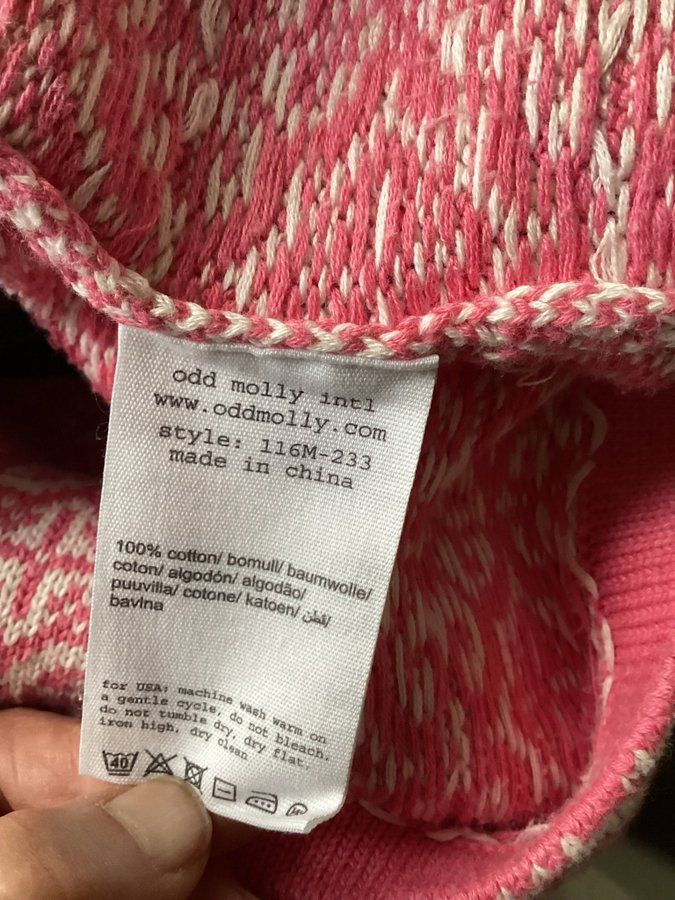 odd molly intl
www.oddmolly.com
style: 116M-233
made in china
100% cotton/ bomull/ baumwolle/
coton/ algodón/ algodão/
puuvilla/ cotone/ katoen/ قطن/
bavlna
for USA: machine wash warm on
a gentle cycle, do not bleach.
do not tumble dry, dry flat.
iron high, dry clean
40